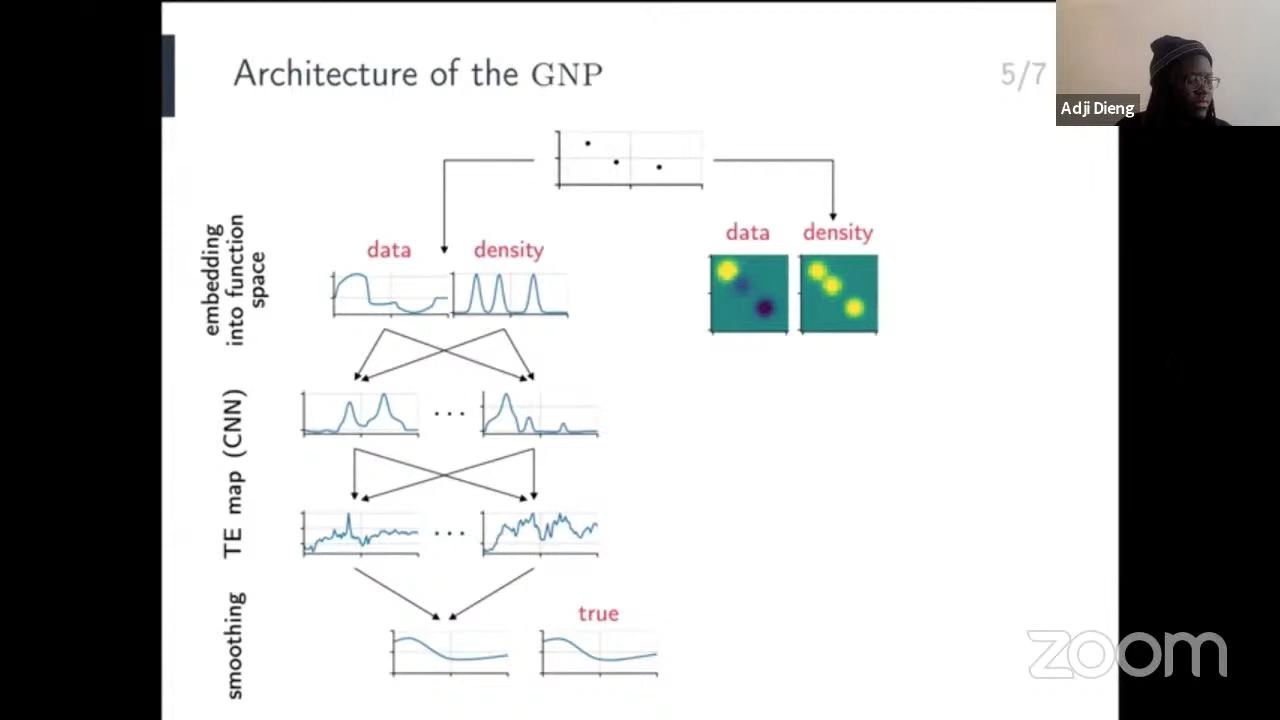 Architecture of the GNP
5/7
Adji Dieng
embedding
into function
space
data
density
data
density
TE map (CNN)
smoothing
true
zoom